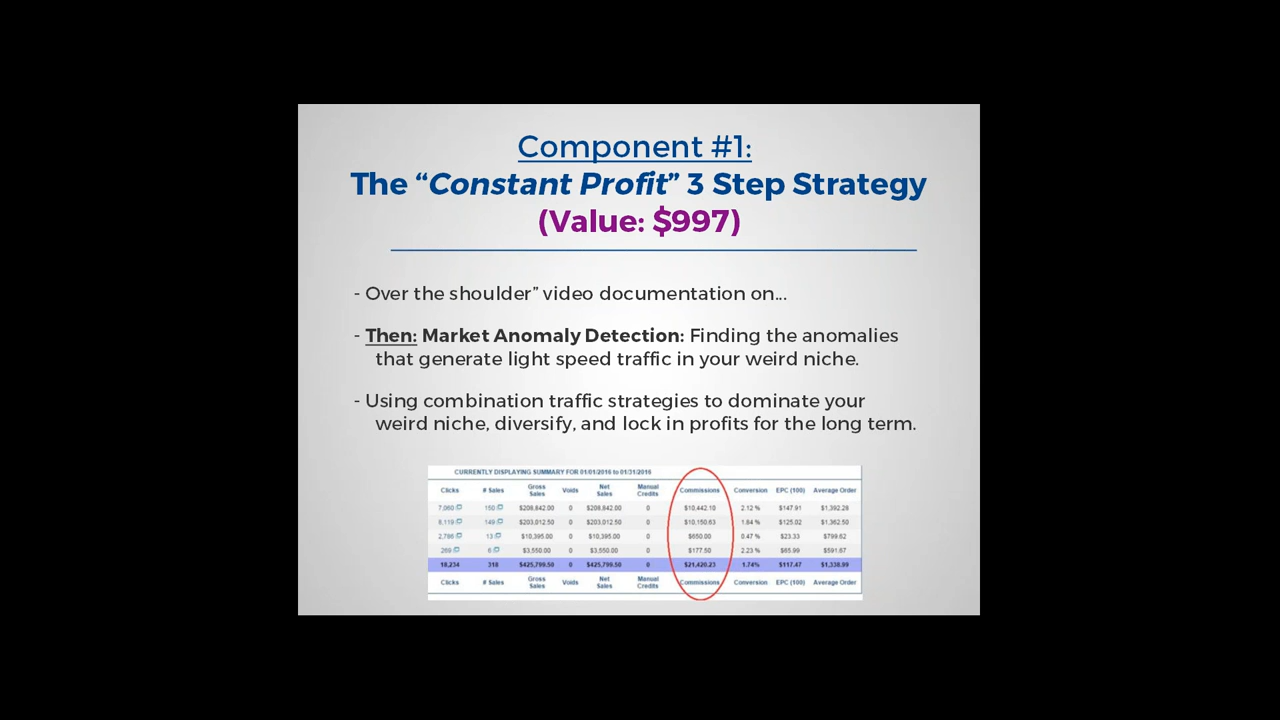 Component #1:
The “Constant Profit” 3 Step Strategy
(Value: $997)
- Over the shoulder” video documentation on...
- Then: Market Anomaly Detection: Finding the anomalies
that generate light speed traffic in your weird niche.
- Using combination traffic strategies to dominate your
weird niche, diversify, and lock in profits for the long term.
CURRENTLY DISPLAYING SUMMARY FOR 01/01/2016 to 01/31/2016
Clicks # Sales Gross Sales Voids Net Sales Manual Credits Commissions Conversion EPC (100) Average Order
7,060 150 $208,842.00 0 $208,842.00 0 $10,442.10 2.12 % $147.91 $1,392.28
8,119 149 $203,012.50 0 $203,012.50 0 $10,150.63 1.84 % $125.02 $1,362.50
2,786 13 $10,395.00 0 $10,395.00 0 $650.00 0.47 % $23.33 $799.62
269 6 $3,550.00 0 $3,550.00 0 $177.50 2.23 % $65.99 $591.67
18,234 318 $425,799.50 0 $425,799.50 0 $21,420.23 1.74% $117.47 $1,338.99
Clicks # Sales Gross Sales Voids Net Sales Manual Credits Commissions Conversion EPC (100) Average Order